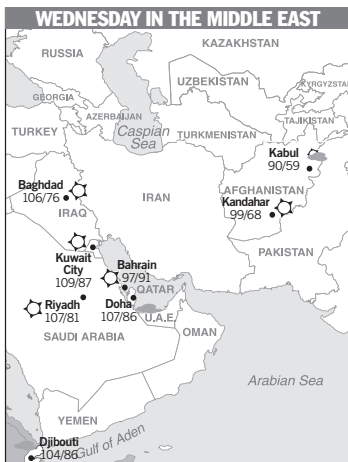 WEDNESDAY IN THE MIDDLE EAST
RUSSIA
KAZAKHSTAN
UZBEKISTAN
KYRGYZSTAN
GEORGIA
AZERBAIJAN
TAJIKISTAN
TURKEY
Caspian
Sea
TURKMENISTAN
Kabul
90/59
Baghdad
106/76
IRAQ
IRAN
AFGHANISTAN
Kandahar
99/68
PAKISTAN
Kuwait
City
109/87
Bahrain
97/91
QATAR
Riyadh
107/81
Doha
107/86
U.A.E.
SAUDI ARABIA
OMAN
Arabian Sea
YEMEN
Djibouti
104/86
Gulf of Aden